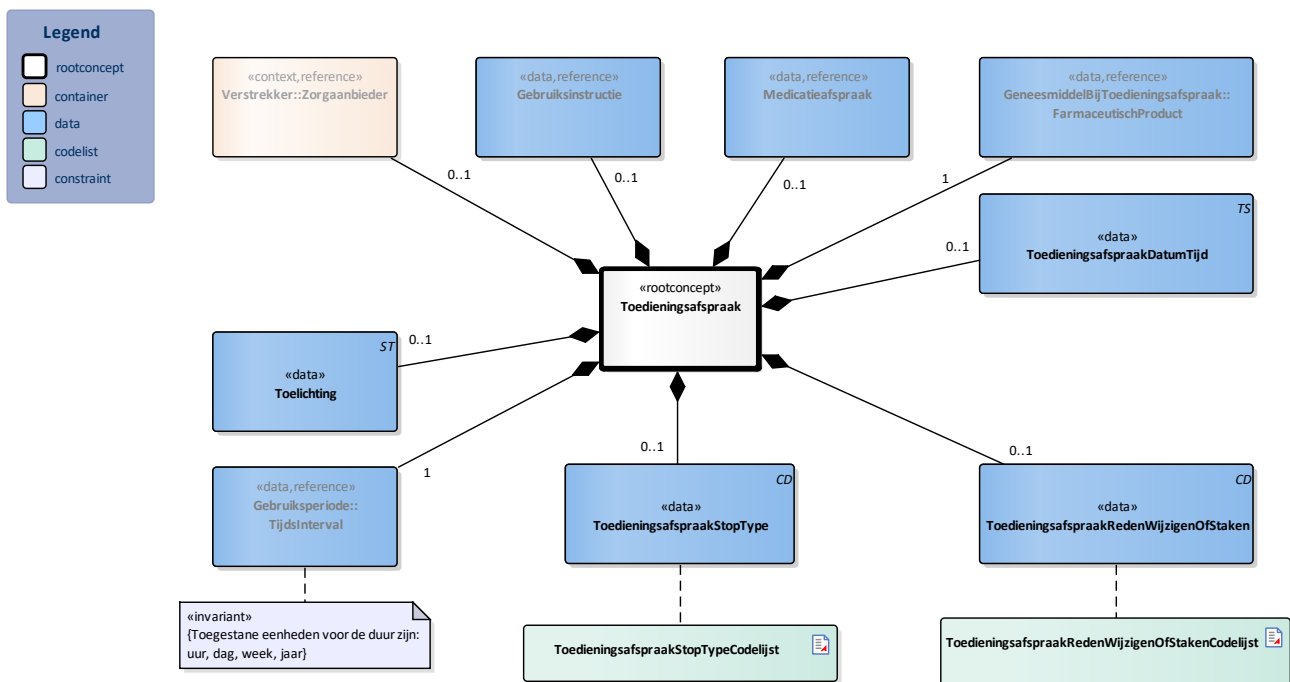 Legend
rootconcept
container
data
codelist
constraint
«context,reference»
Verstrekker::Zorgaanbieder
0..1
«data,reference»
Gebruiksinstructie
0..1
«data,reference»
Medicatieafspraak
0..1
«data,reference»
GeneesmiddelBijToedieningsafspraak::
FarmaceutischProduct
1
TS
«data»
ToedieningsafspraakDatumTijd
0..1
«rootconcept»
Toedieningsafspraak
ST
«data»
Toelichting
0..1
«data,reference»
Gebruiksperiode::
TijdsInterval
1
CD
«data»
ToedieningsafspraakStopType
0..1
CD
«data»
ToedieningsafspraakRedenWijzigenOfStaken
0..1
«invariant»
{Toegestane eenheden voor de duur zijn:
uur, dag, week, jaar}
ToedieningsafspraakStopTypeCodelijst
ToedieningsafspraakRedenWijzigenOfStakenCodelijst